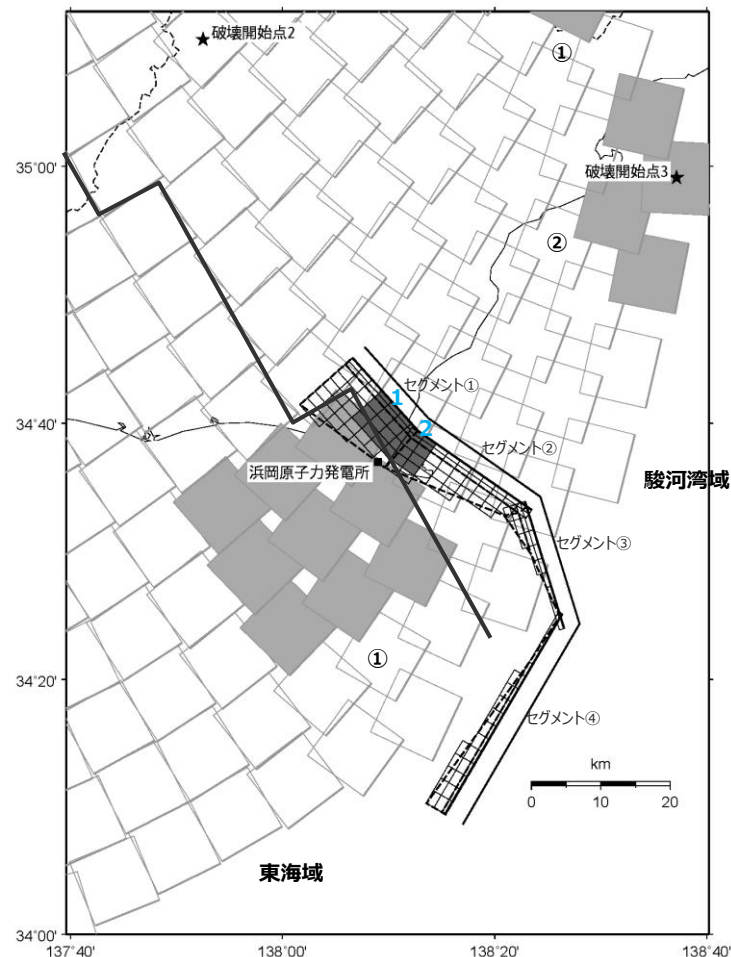 破壊開始点2
①
35°00'
破壊開始点3
②
セグメント①
1
34°40'
2
セグメント②
浜岡原子力発電所
駿河湾域
セグメント③
①
34°20'
セグメント④
km
0 10 20
東海域
34°00'
137°40' 138°00' 138°20' 138°40'